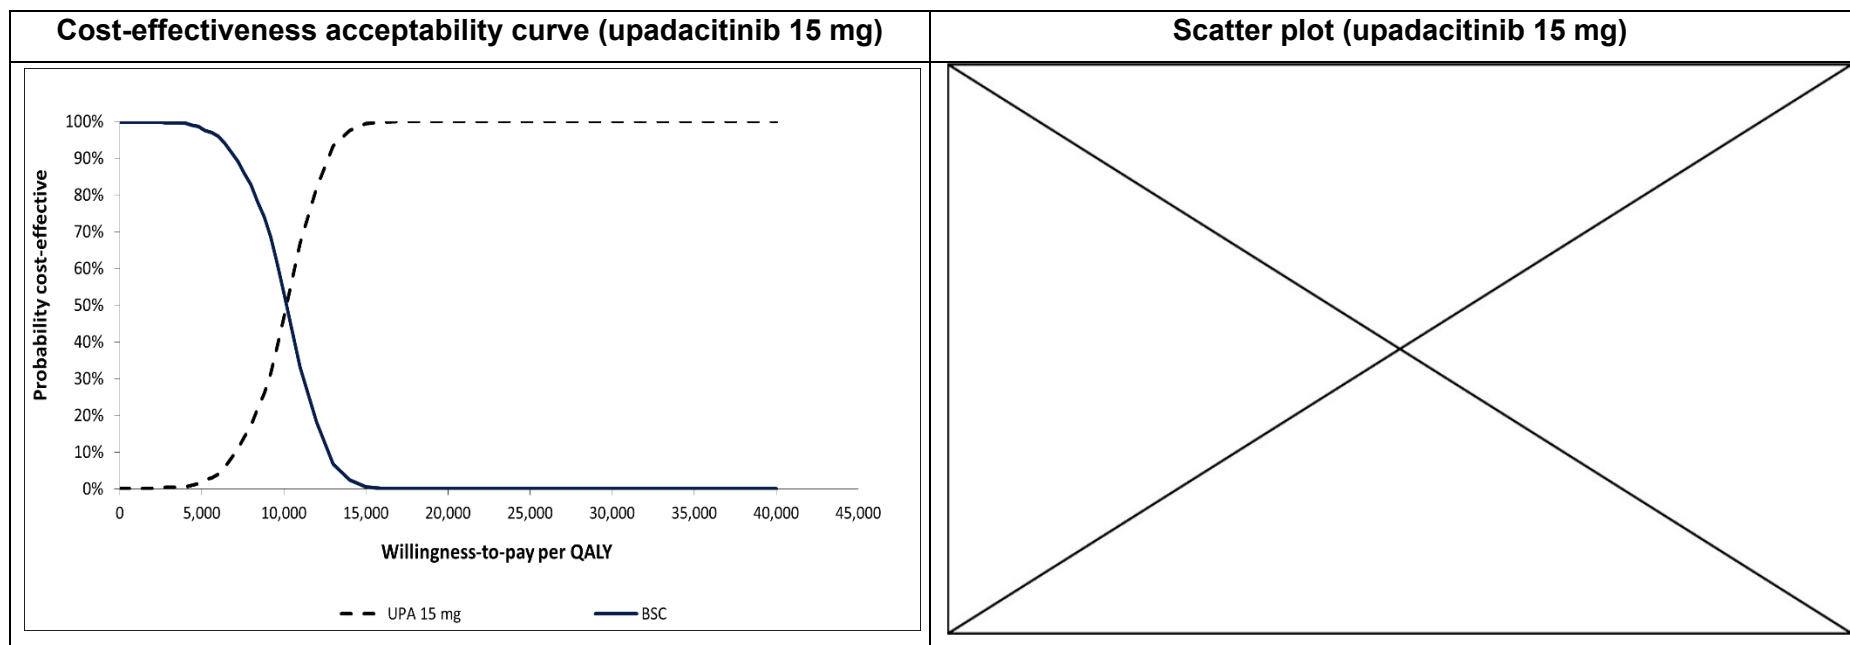 Cost-effectiveness acceptability curve (upadacitinib 15 mg)
Scatter plot (upadacitinib 15 mg)
Probability cost-effective
100%
90%
80%
70%
60%
50%
40%
30%
20%
10%
0%
0 5,000 10,000 15,000 20,000 25,000 30,000 35,000 40,000 45,000
Willingness-to-pay per QALY
UPA 15 mg BSC